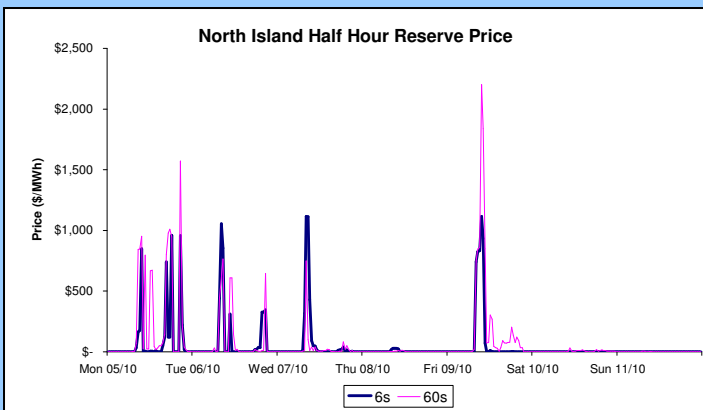 North Island Half Hour Reserve Price
$2,500
$2,000
$1,500
$1,000
$500
$-
Price ($/MWh)
Mon 05/10 Tue 06/10 Wed 07/10 Thu 08/10 Fri 09/10 Sat 10/10 Sun 11/10
6s 60s